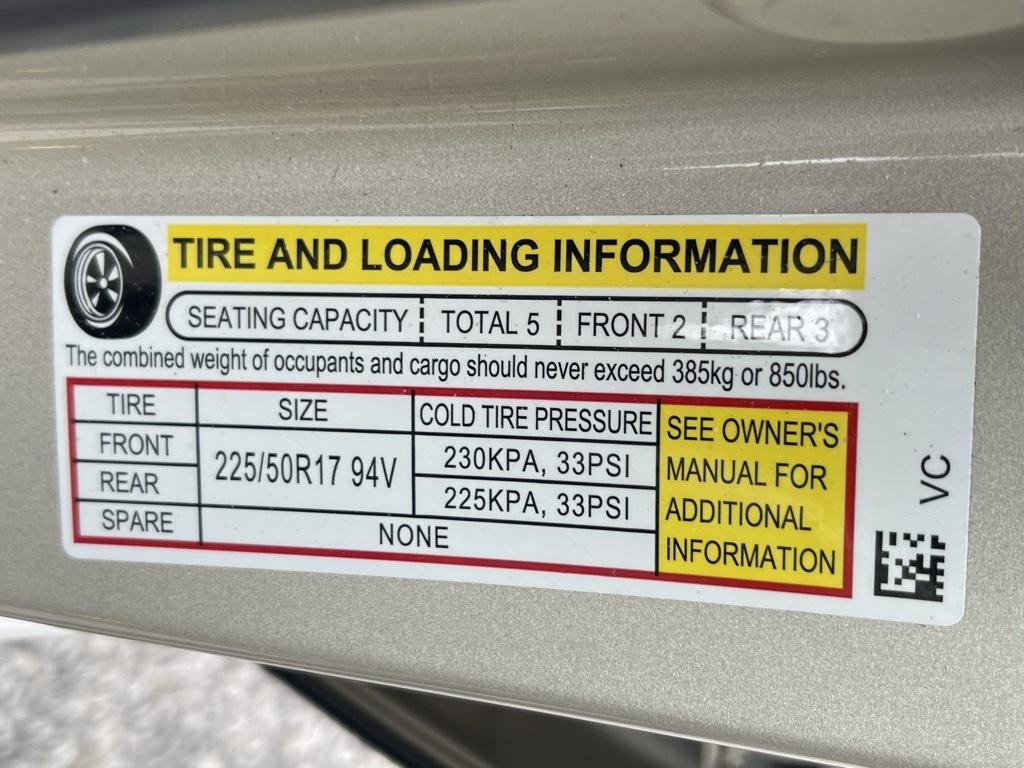 TIRE AND LOADING INFORMATION
SEATING CAPACITY TOTAL 5 FRONT 2 REAR 3
The combined weight of occupants and cargo should never exceed 385kg or 850lbs.
TIRE SIZE COLD TIRE PRESSURE
FRONT 225/50R17 94V 230KPA, 33PSI
REAR 225KPA, 33PSI
SPARE NONE
SEE OWNER'S
MANUAL FOR
ADDITIONAL
INFORMATION
VC